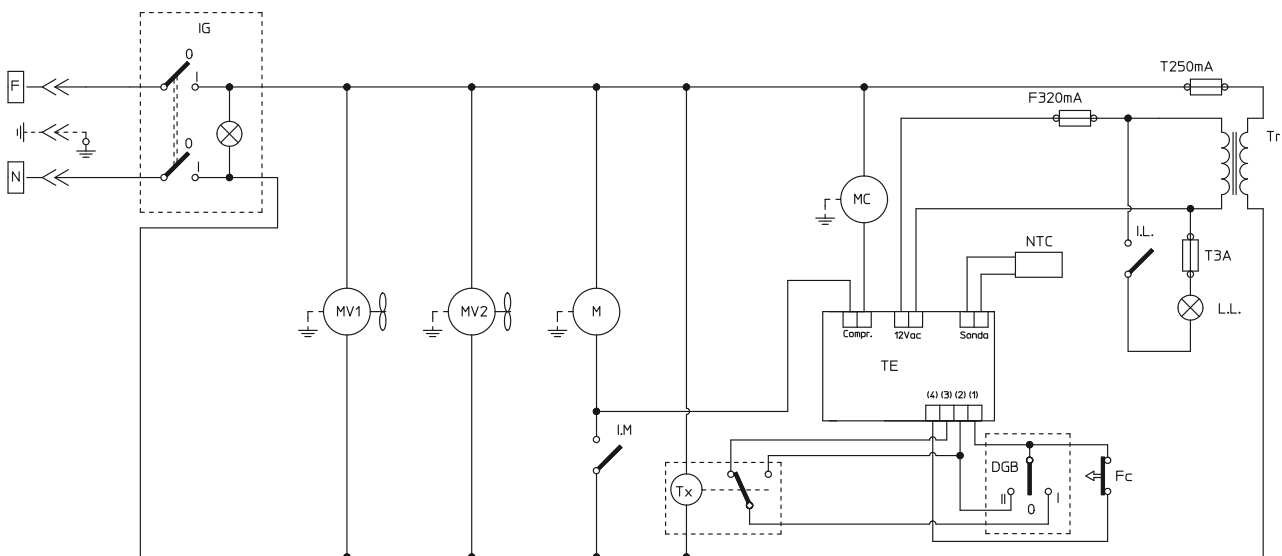 IG
0
I
F
0
I
N
T250mA
F320mA
Tr
MC
I.L.
NTC
T3A
MV1
MV2
M
L.L.
Compr.
12Vac
Sonda
TE
(4) (3) (2) (1)
I.M
DGB
Fc
Tx
II
I
0